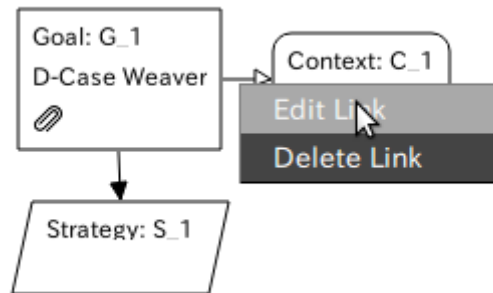 Goal: G_1
D-Case Weaver
Context: C_1
Edit Link
Delete Link
Strategy: S_1